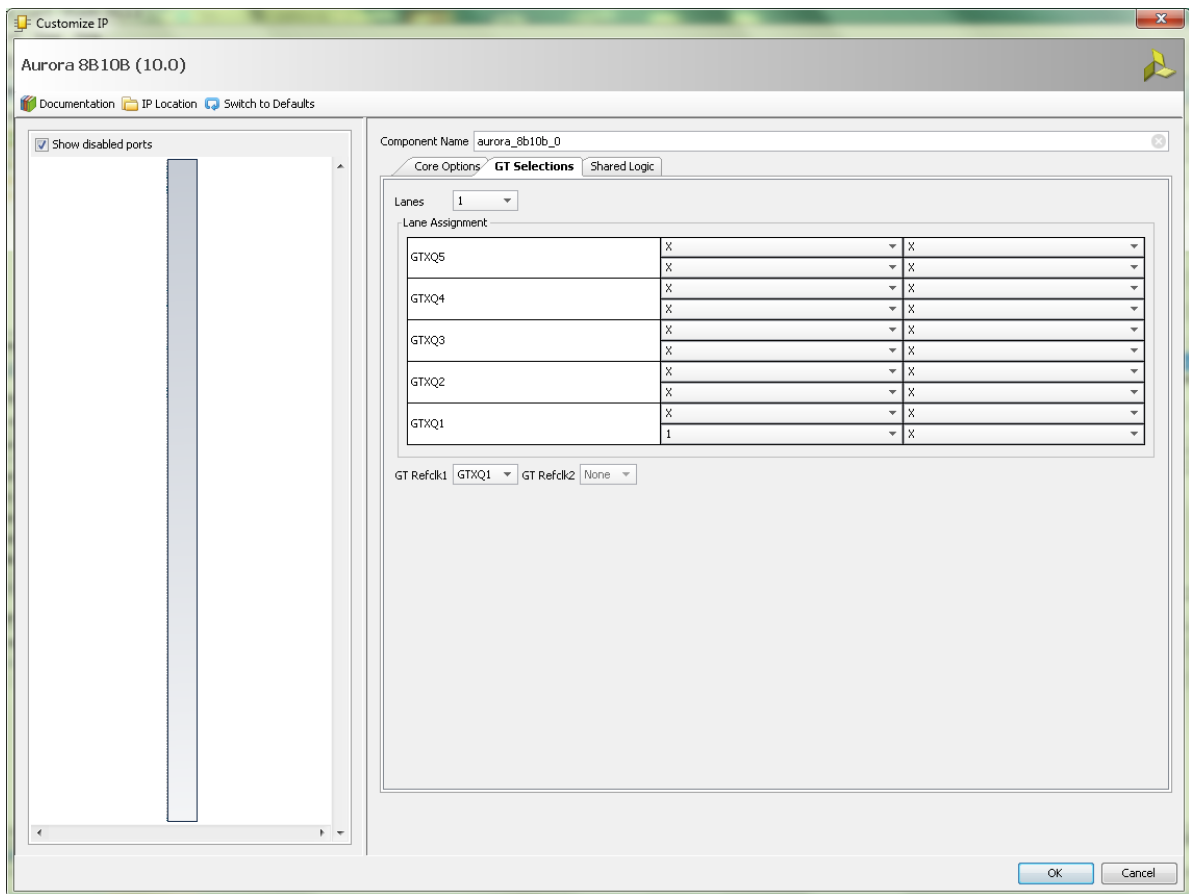 Customize IP
Aurora 8B10B (10.0)
Documentation IP Location Switch to Defaults
Show disabled ports
Component Name aurora_8b10b_0
Core Options GT Selections Shared Logic
Lanes 1
Lane Assignment
GTXQ5 X X
X X
GTXQ4 X X
X X
GTXQ3 X X
X X
GTXQ2 X X
X X
GTXQ1 X X
1 X
GT Refclk1 GTXQ1 GT Refclk2 None
OK Cancel